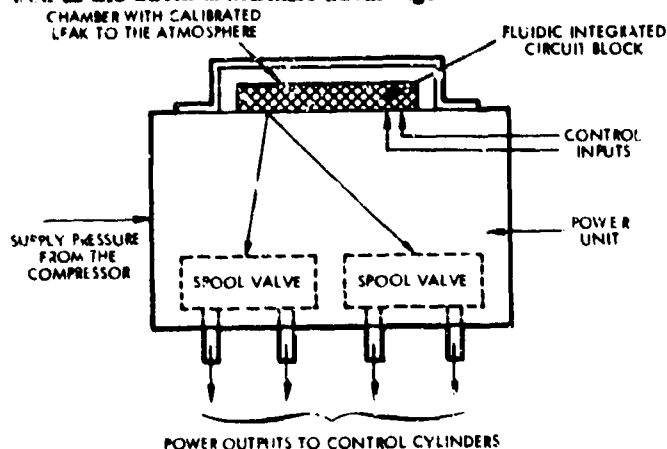 CHAMBER WITH CALIBRATED
LEAK TO THE ATMOSPHERE
FLUIDIC INTEGRATED
CIRCUIT BLOCK
CONTROL
INPUTS
SUPPLY PRESSURE
FROM THE
COMPRESSOR
POWER
UNIT
SPOOL VALVE
SPOOL VALVE
POWER OUTPUTS TO CONTROL CYLINDERS